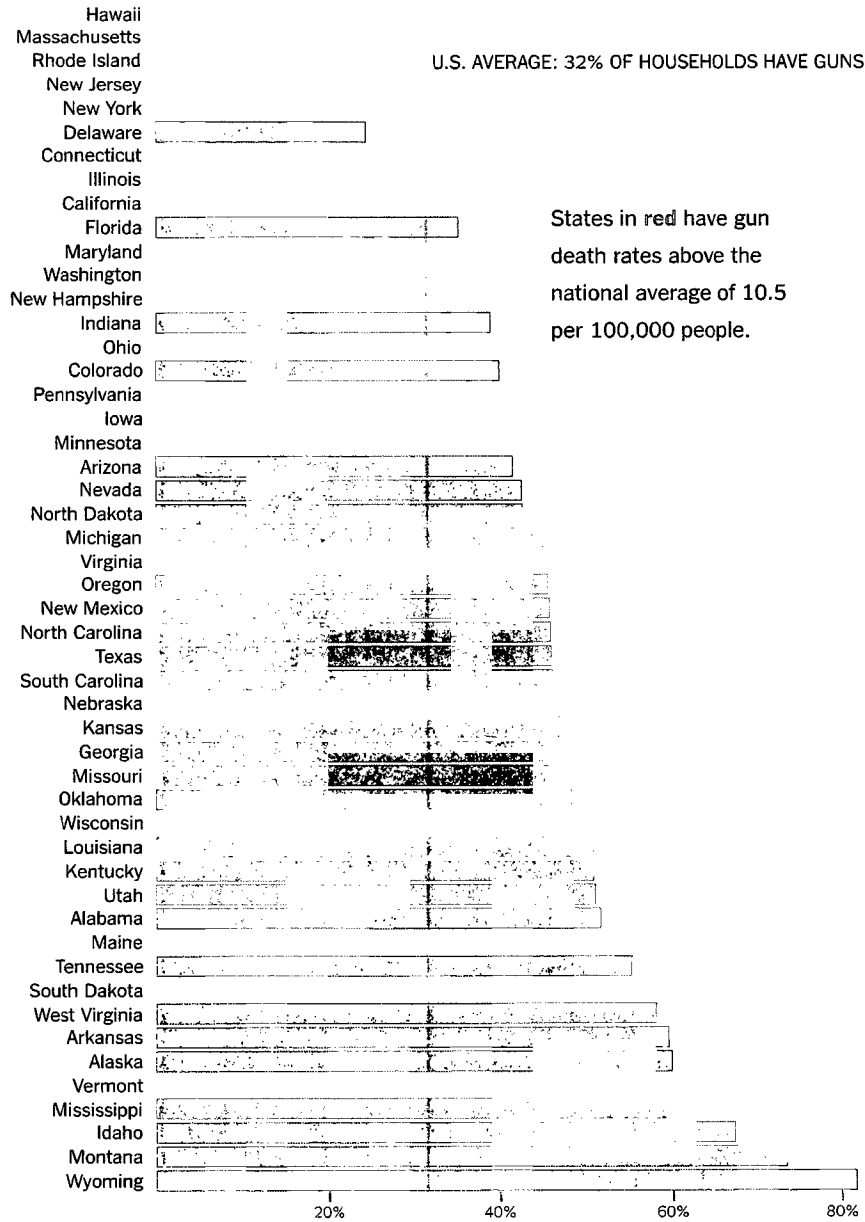 Hawaii
Massachusetts
Rhode Island
U.S. AVERAGE: 32% OF HOUSEHOLDS HAVE GUNS
New Jersey
New York
Delaware
Connecticut
Illinois
California
Florida
Maryland
Washington
New Hampshire
Indiana
Ohio
Colorado
Pennsylvania
Iowa
Minnesota
Arizona
Nevada
North Dakota
Michigan
Virginia
Oregon
New Mexico
North Carolina
Texas
South Carolina
Nebraska
Kansas
Georgia
Missouri
Oklahoma
Wisconsin
Louisiana
Kentucky
Utah
Alabama
Maine
Tennessee
South Dakota
West Virginia
Arkansas
Alaska
Vermont
Mississippi
Idaho
Montana
Wyoming
States in red have gun
death rates above the
national average of 10.5
per 100,000 people.
20% 40% 60% 80%